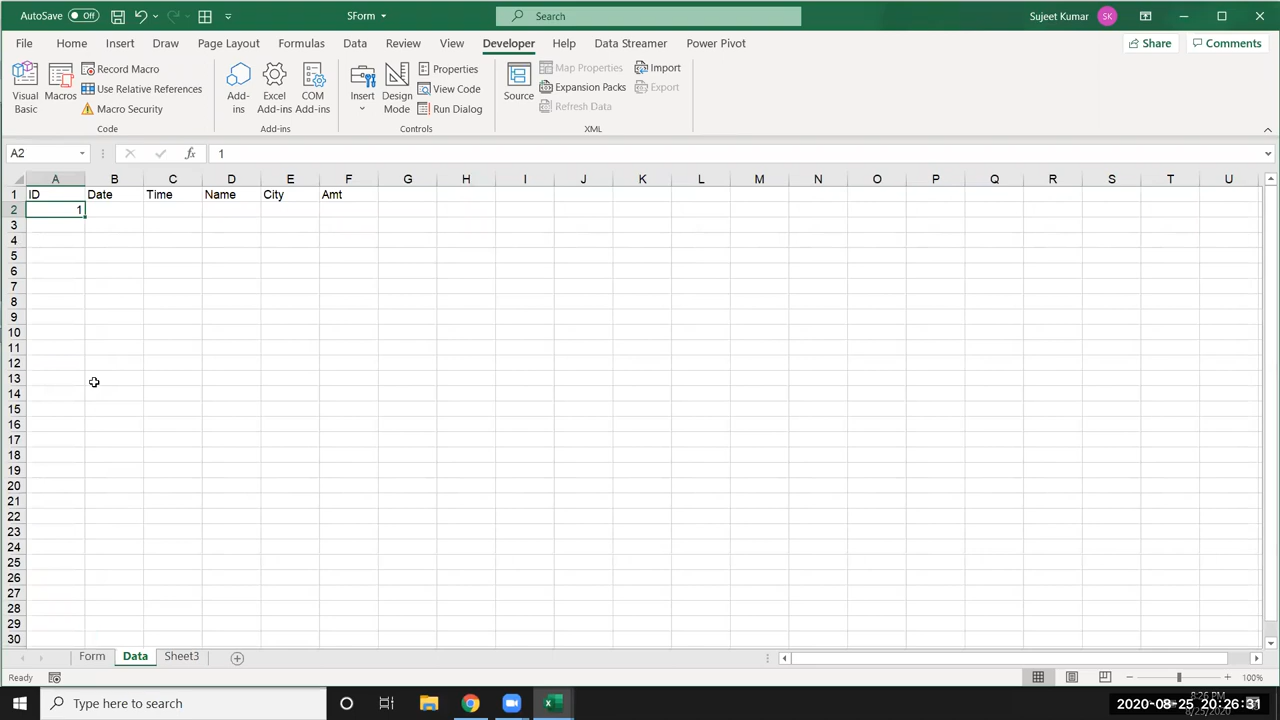 AutoSave Off SForm Search Sujeet Kumar SK
File Home Insert Draw Page Layout Formulas Data Review View Developer Help Data Streamer Power Pivot Share Comments
Visual Basic
Macros
Record Macro
Use Relative References
Macro Security
Code
Add-ins
Excel Add-ins
COM Add-ins
Add-ins
Insert
Design Mode
Properties
View Code
Run Dialog
Controls
Source
Map Properties
Expansion Packs
Refresh Data
Import
Export
XML
A2 fx 1
A B C D E F G H I J K L M N O P Q R S T U
1 ID Date Time Name City Amt
2 1
3
4
5
6
7
8
9
10
11
12
13
14
15
16
17
18
19
20
21
22
23
24
25
26
27
28
29
30
Form Data Sheet3
Ready 100%
Type here to search
2020-08-25 20:26:31
8:26 PM
8/25/2020